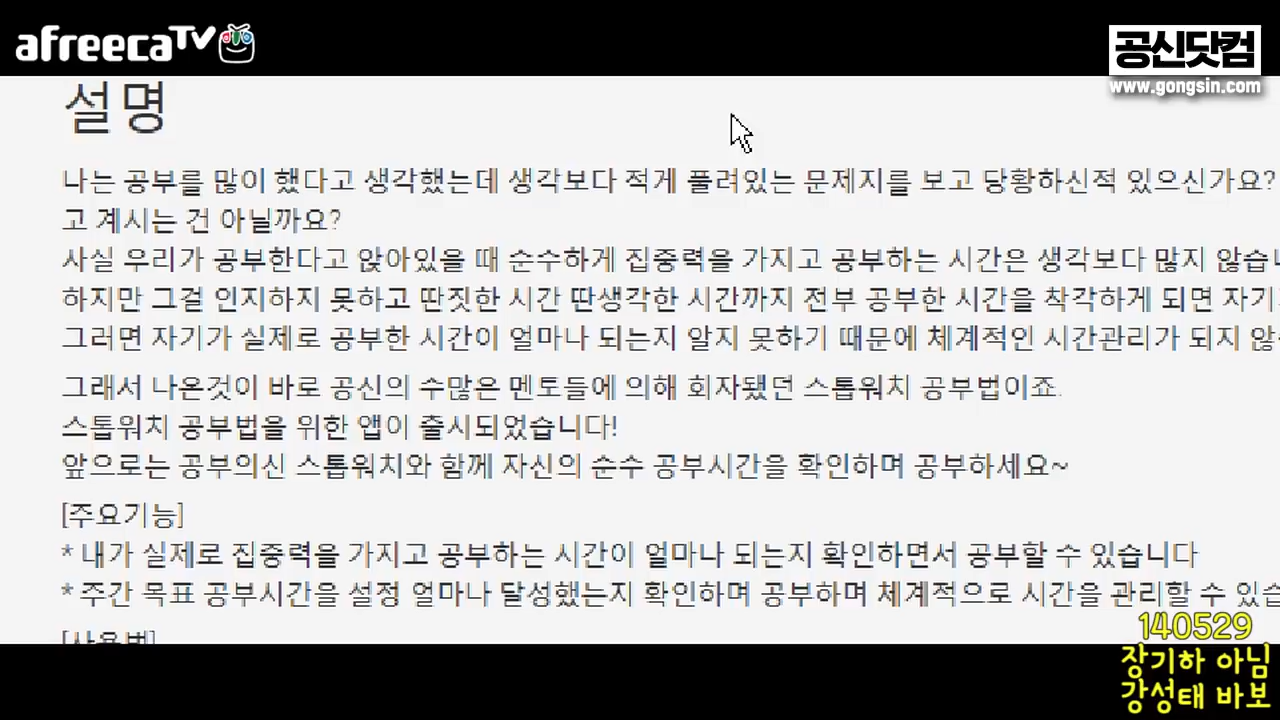 afreecaTV
공신닷컴
www.gongsin.com
설명
나는 공부를 많이 했다고 생각했는데 생각보다 적게 풀려있는 문제지를 보고 당황하신적 있으신가요?
고 계시는 건 아닐까요?
사실 우리가 공부한다고 앉아있을 때 순수하게 집중력을 가지고 공부하는 시간은 생각보다 많지 않습
하지만 그걸 인지하지 못하고 딴짓한 시간 딴생각한 시간까지 전부 공부한 시간을 착각하게 되면 자기
그러면 자기가 실제로 공부한 시간이 얼마나 되는지 알지 못하기 때문에 체계적인 시간관리가 되지 않
그래서 나온것이 바로 공신의 수많은 멘토들에 의해 회자됐던 스톱워치 공부법이죠.
스톱워치 공부법을 위한 앱이 출시되었습니다!
앞으로는 공부의신 스톱워치와 함께 자신의 순수 공부시간을 확인하며 공부하세요~
[주요기능]
* 내가 실제로 집중력을 가지고 공부하는 시간이 얼마나 되는지 확인하면서 공부할 수 있습니다
* 주간 목표 공부시간을 설정 얼마나 달성했는지 확인하며 공부하며 체계적으로 시간을 관리할 수 있습
[사용법]
140529
장기하 아님
강성태 바보